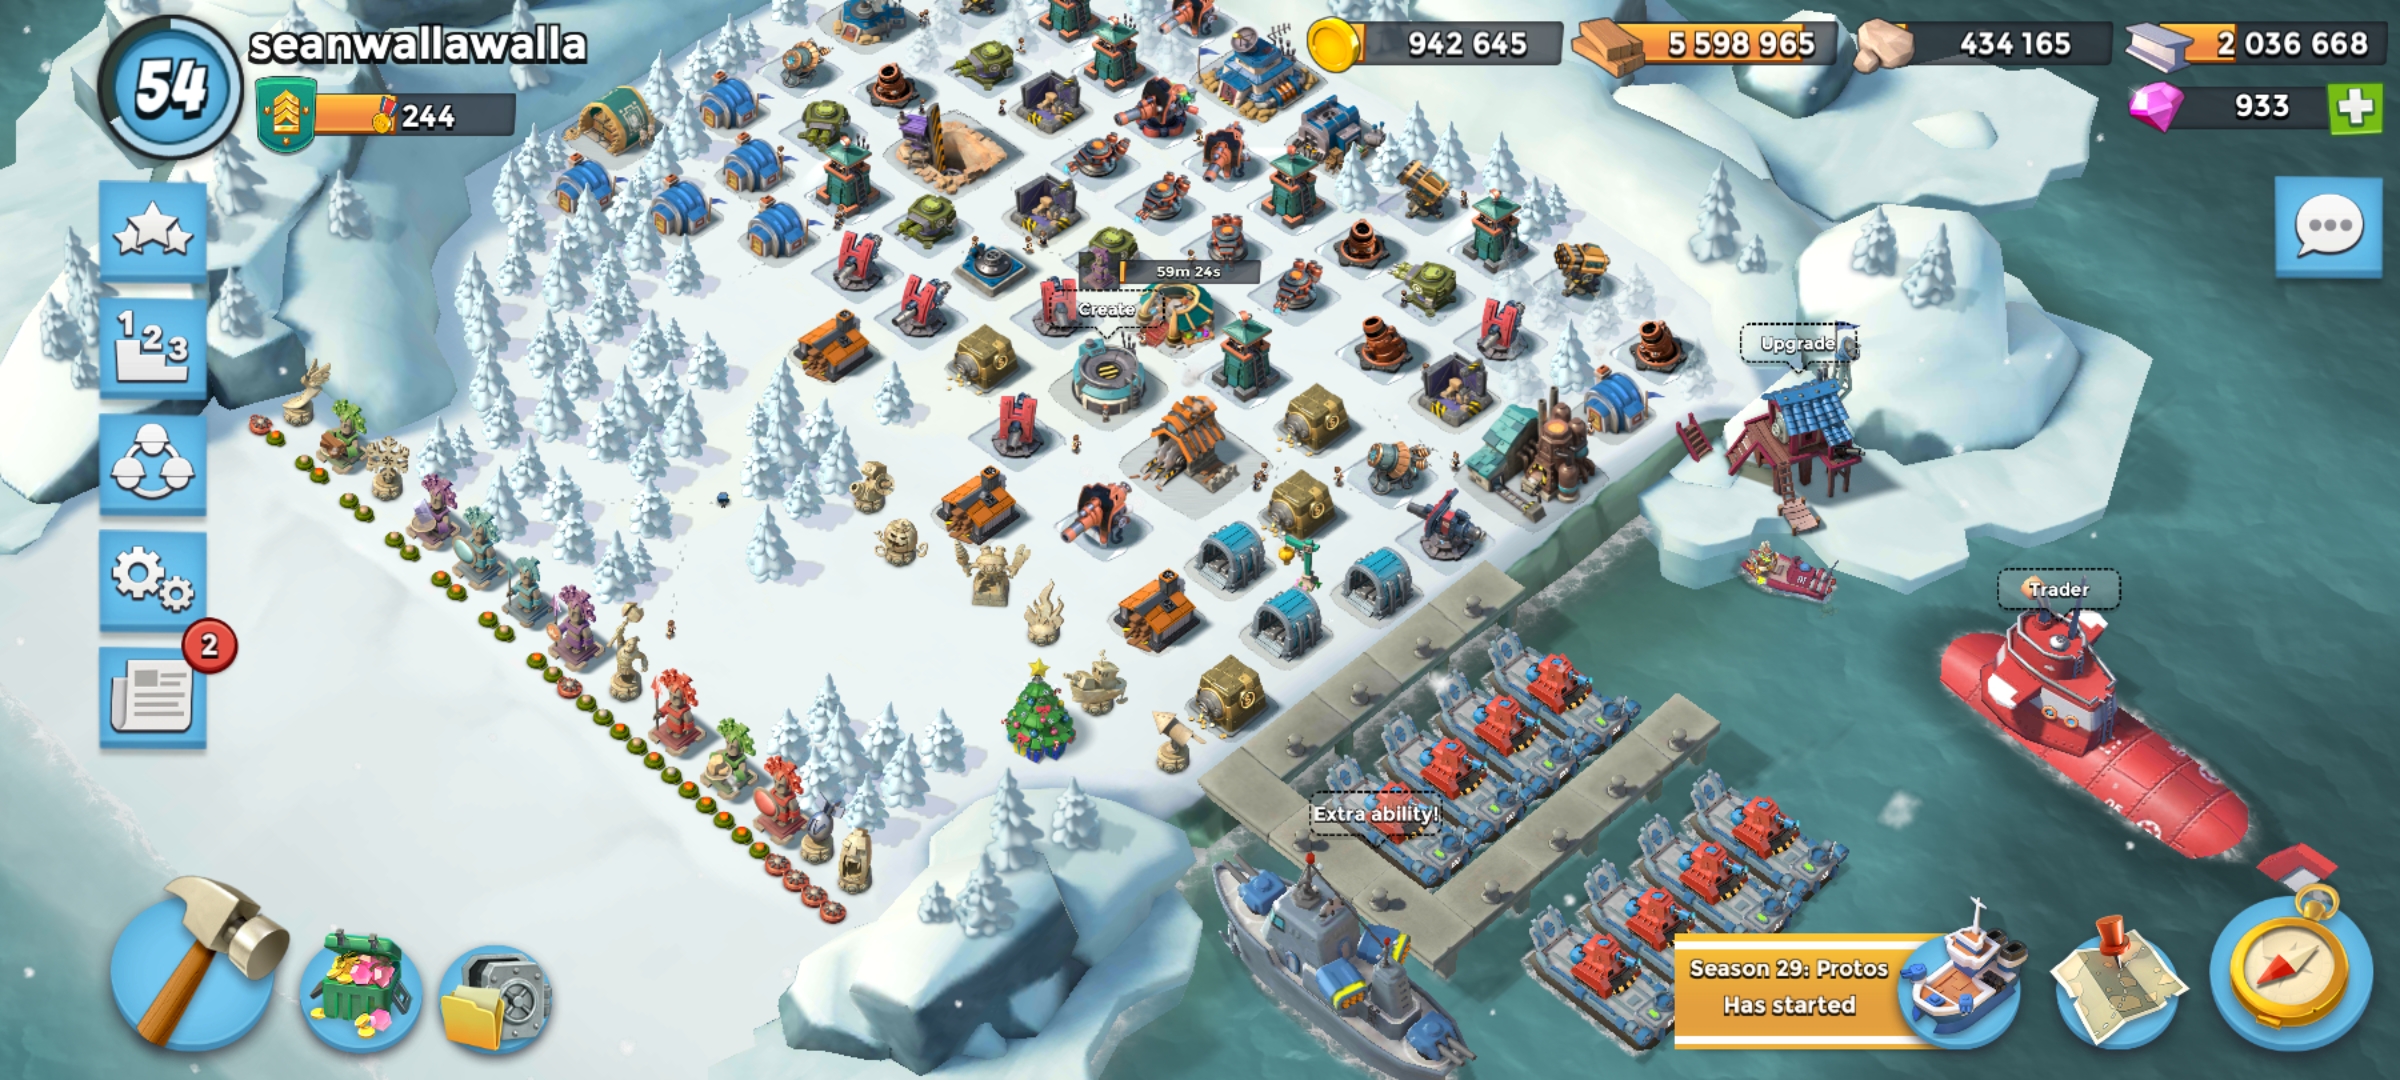 54
seanwallawalla
244
942 645
5 598 965
434 165
2 036 668
933
123
2
59m 24s
Create
Upgrade
Trader
Extra ability!
Season 29: Protos
Has started